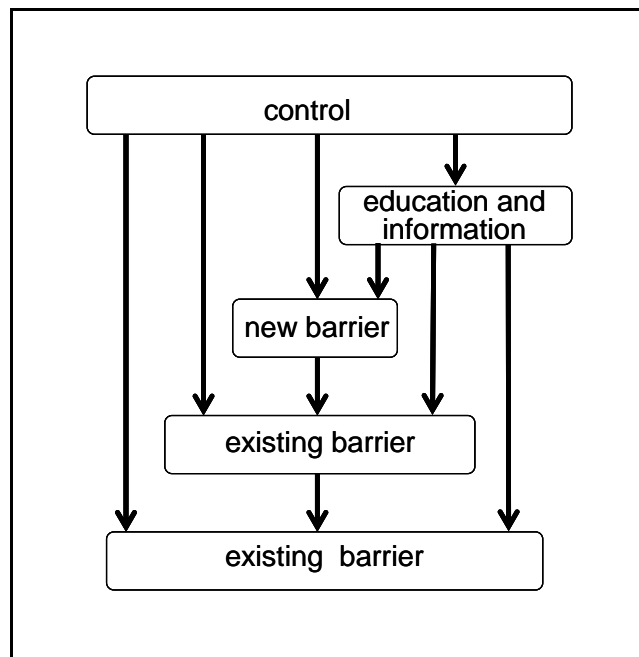 control
education and
information
new barrier
existing barrier
existing barrier